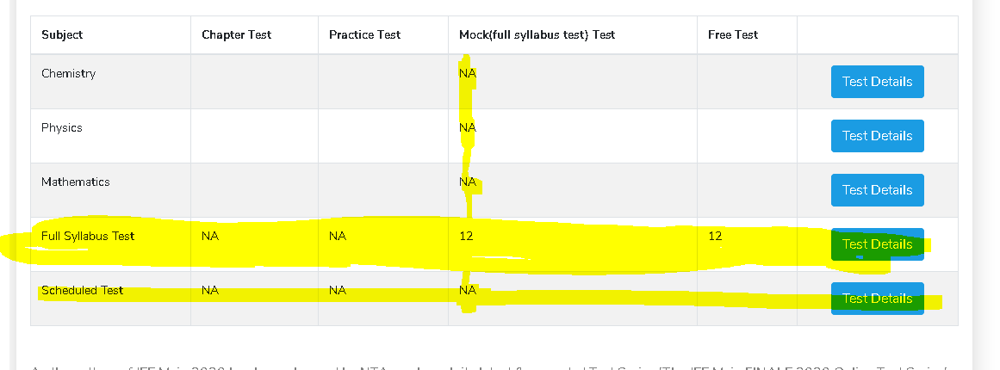 Subject Chapter Test Practice Test Mock(full syllabus test) Test Free Test
Chemistry NA Test Details
Physics NA Test Details
Mathematics NA Test Details
Full Syllabus Test NA NA 12 12 Test Details
Scheduled Test NA NA NA Test Details